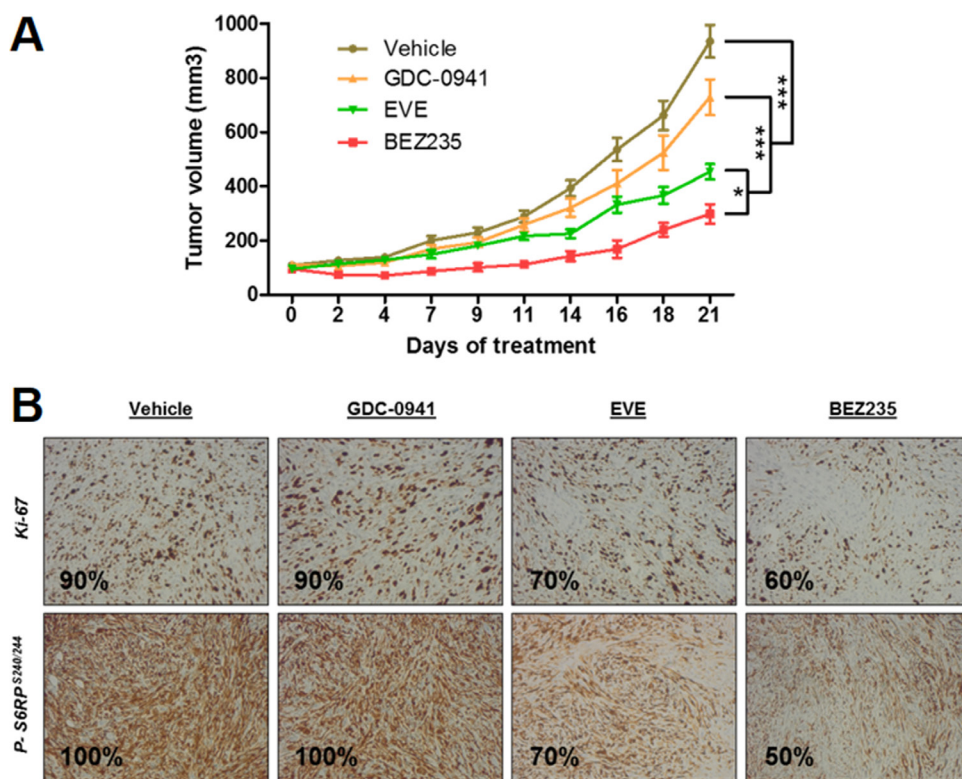 A
Tumor volume (mm3)
1000
800
600
400
200
0
Vehicle
GDC-0941
EVE
BEZ235
***
***
*
0 2 4 7 9 11 14 16 18 21
Days of treatment
B
Vehicle GDC-0941 EVE BEZ235
Ki-67
90% 90% 70% 60%
P- S6RP S240/244
100% 100% 70% 50%